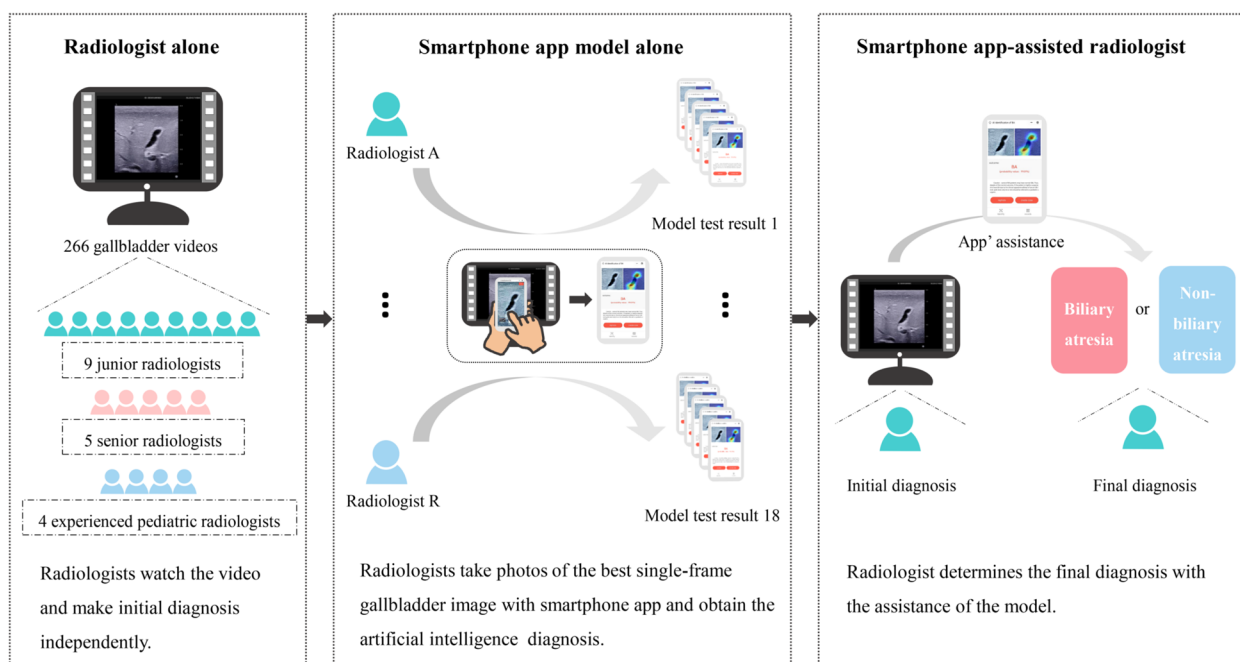 Radiologist alone
266 gallbladder videos
9 junior radiologists
5 senior radiologists
4 experienced pediatric radiologists
Radiologists watch the video
and make initial diagnosis
independently.
Smartphone app model alone
Radiologist A
Model test result 1
Radiologist R
Model test result 18
Radiologists take photos of the best single-frame
gallbladder image with smartphone app and obtain the
artificial intelligence diagnosis.
Smartphone app-assisted radiologist
App' assistance
Biliary
atresia
or
Non-
biliary
atresia
Initial diagnosis
Final diagnosis
Radiologist determines the final diagnosis with
the assistance of the model.